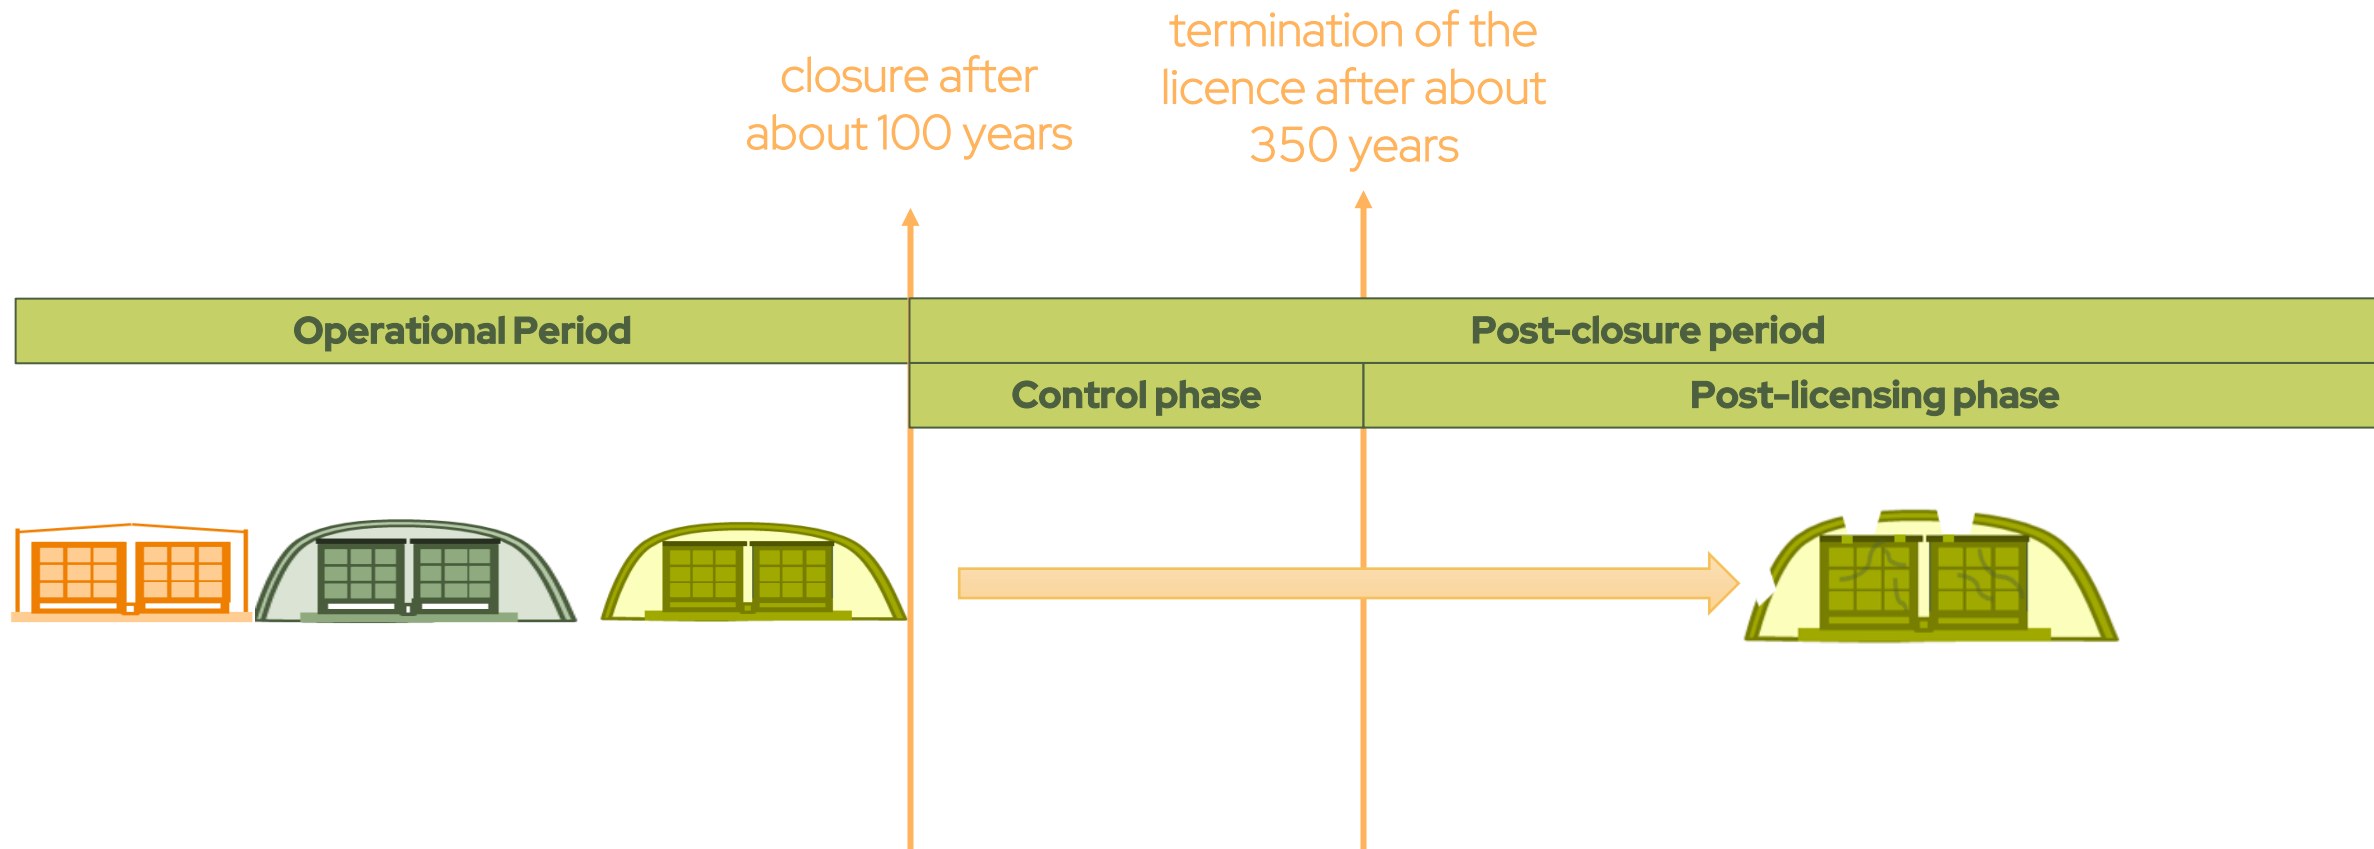 closure after
about 100 years
termination of the
licence after about
350 years
Operational Period
Post-closure period
Control phase
Post-licensing phase